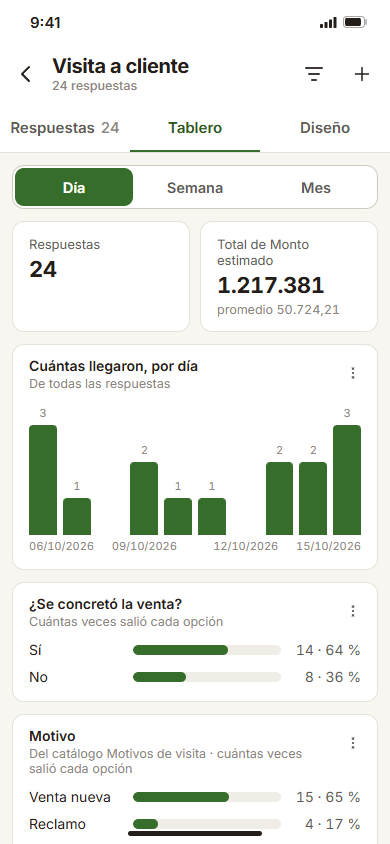 9:41
Visita a cliente
24 respuestas
Respuestas 24
Tablero
Diseño
Día
Semana
Mes
Respuestas
24
Total de Monto
estimado
1.217.381
promedio 50.724,21
Cuántas llegaron, por día
De todas las respuestas
3
1
2
1
1
2
2
3
06/10/2026
09/10/2026
12/10/2026
15/10/2026
¿Se concretó la venta?
Cuántas veces salió cada opción
Sí
14 · 64 %
No
8 · 36 %
Motivo
Del catálogo Motivos de visita · cuántas veces
salió cada opción
Venta nueva
15 · 65 %
Reclamo
4 · 17 %